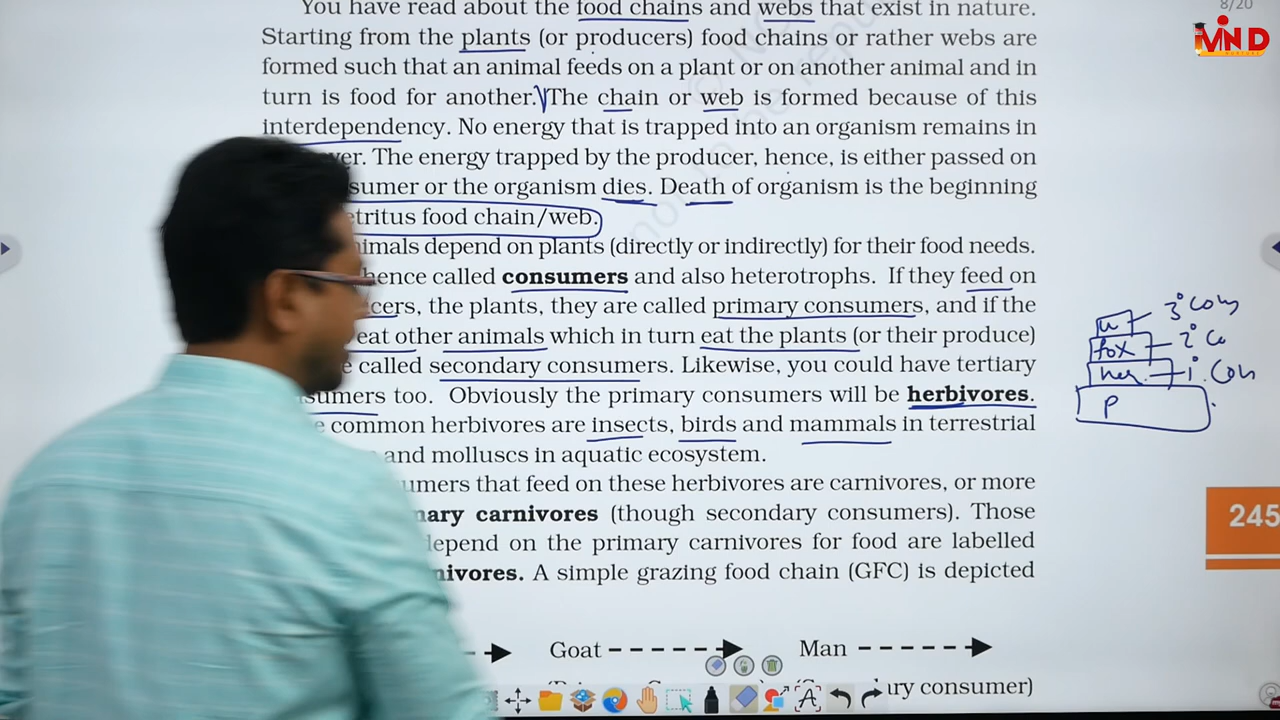 You have read about the food chains and webs that exist in nature.
8/20
MIND
Starting from the plants (or producers) food chains or rather webs are
formed such that an animal feeds on a plant or on another animal and in
turn is food for another. The chain or web is formed because of this
interdependency. No energy that is trapped into an organism remains in
ver. The energy trapped by the producer, hence, is either passed on
sumer or the organism dies. Death of organism is the beginning
etritus food chain/web.
imals depend on plants (directly or indirectly) for their food needs.
hence called consumers and also heterotrophs. If they feed on
cers, the plants, they are called primary consumers, and if the
eat other animals which in turn eat the plants (or their produce)
e called secondary consumers. Likewise, you could have tertiary
sumers too. Obviously the primary consumers will be herbivores.
e common herbivores are insects, birds and mammals in terrestrial
and molluscs in aquatic ecosystem.
umers that feed on these herbivores are carnivores, or more
nary carnivores (though secondary consumers). Those
depend on the primary carnivores for food are labelled
nivores. A simple grazing food chain (GFC) is depicted
3° Con
fox 2° Co
her. 1°. Con
P
245
Goat Man
ury consumer)